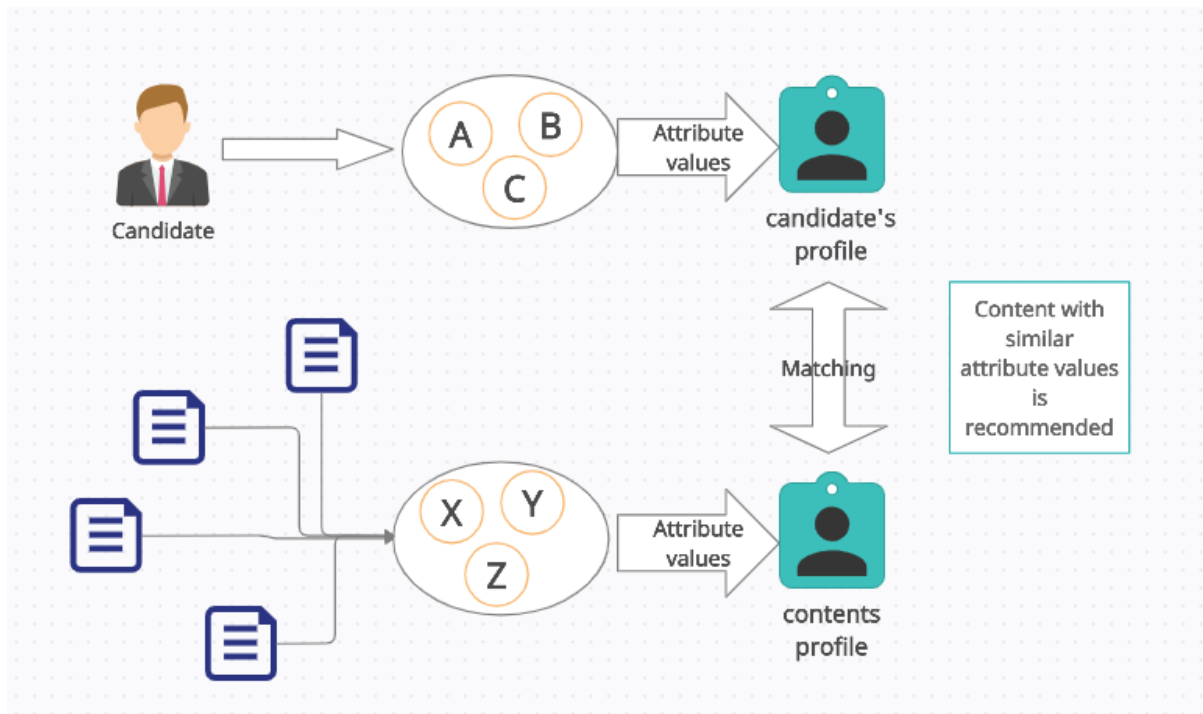 A
B
C
Attribute
values
Candidate
candidate's
profile
Matching
Content with
similar
attribute values
is
recommended
X
Y
Z
Attribute
values
contents
profile